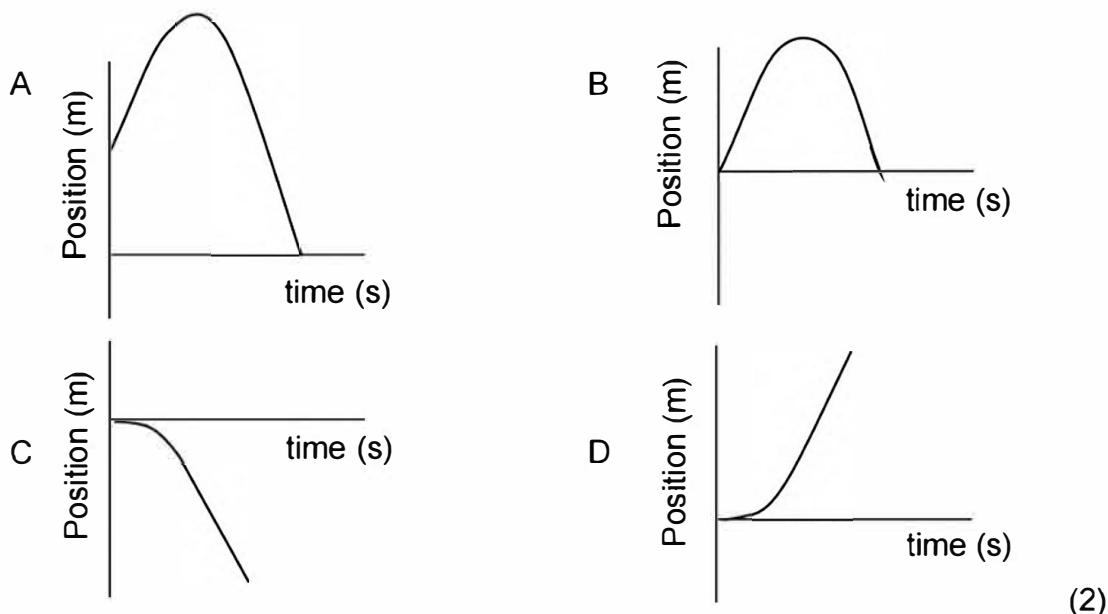 A
Position (m)
time (s)
B
Position (m)
time (s)
C
Position (m)
time (s)
D
Position (m)
time (s)
(2)